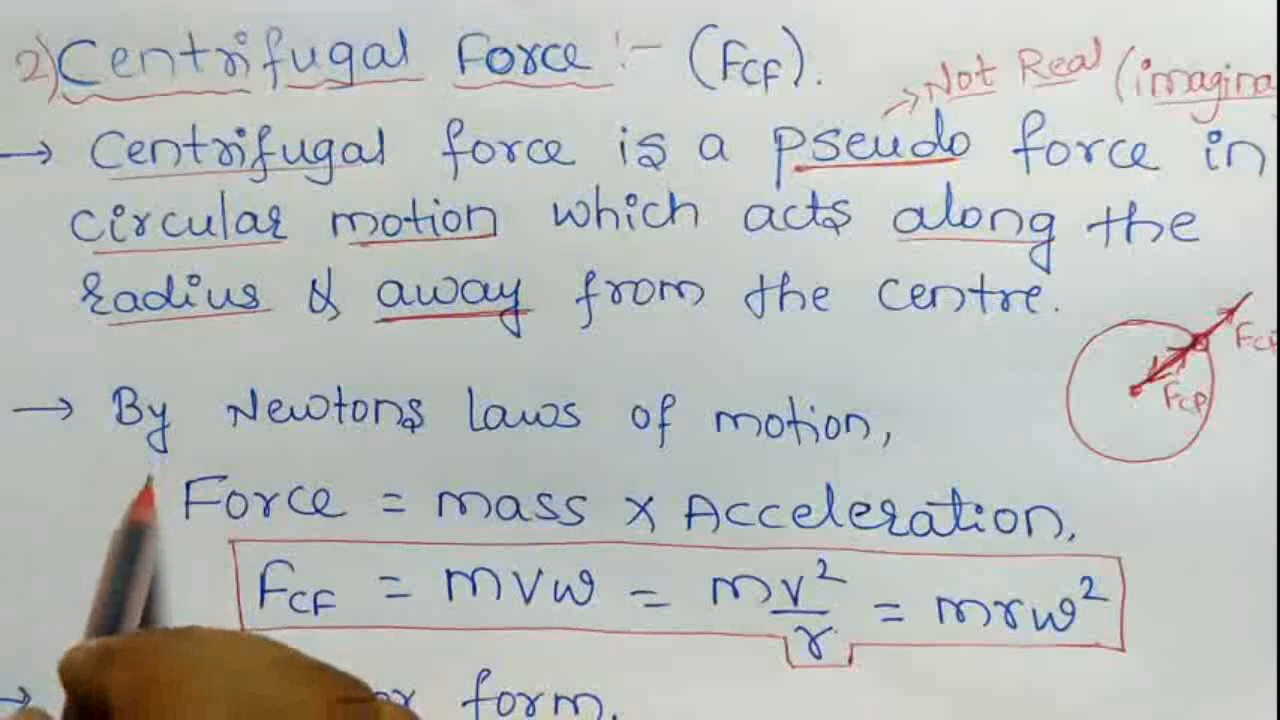 2) Centrifugal Force :- (FCF).
→ Not Real (imagina
→ Centrifugal force is a pseudo force in
circular motion which acts along the
radius & away from the centre.
FCF
FCP
→ By Newtons laws of motion,
Force = mass × Acceleration,
FCF = mvω = mv²/r = mrω²
→ form.